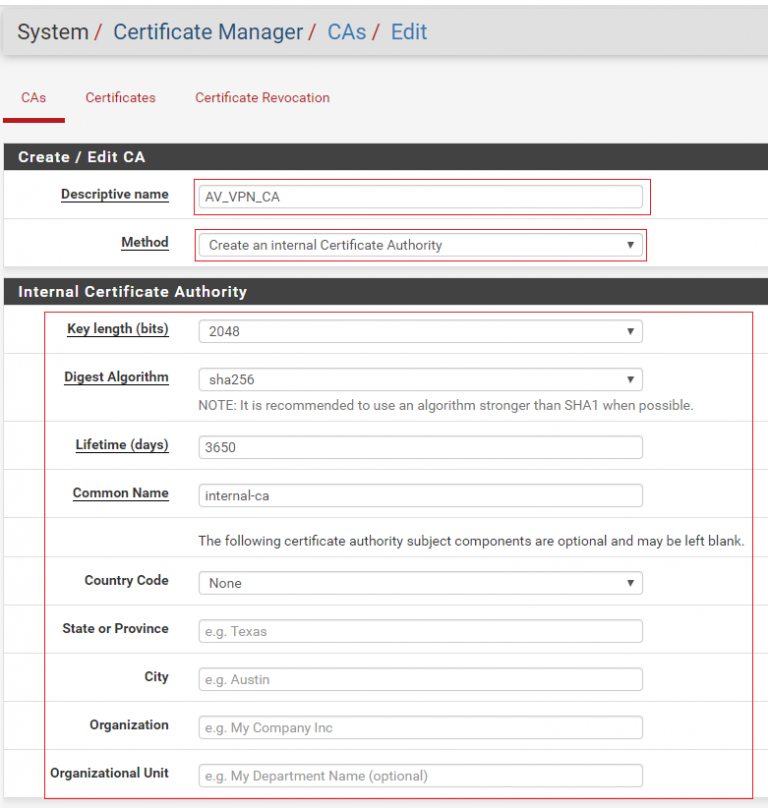 System / Certificate Manager / CAs / Edit
CAs Certificates Certificate Revocation
Create / Edit CA
Descriptive name AV_VPN_CA
Method Create an internal Certificate Authority
Internal Certificate Authority
Key length (bits) 2048
Digest Algorithm sha256
NOTE: It is recommended to use an algorithm stronger than SHA1 when possible.
Lifetime (days) 3650
Common Name internal-ca
The following certificate authority subject components are optional and may be left blank.
Country Code None
State or Province e.g. Texas
City e.g. Austin
Organization e.g. My Company Inc
Organizational Unit e.g. My Department Name (optional)